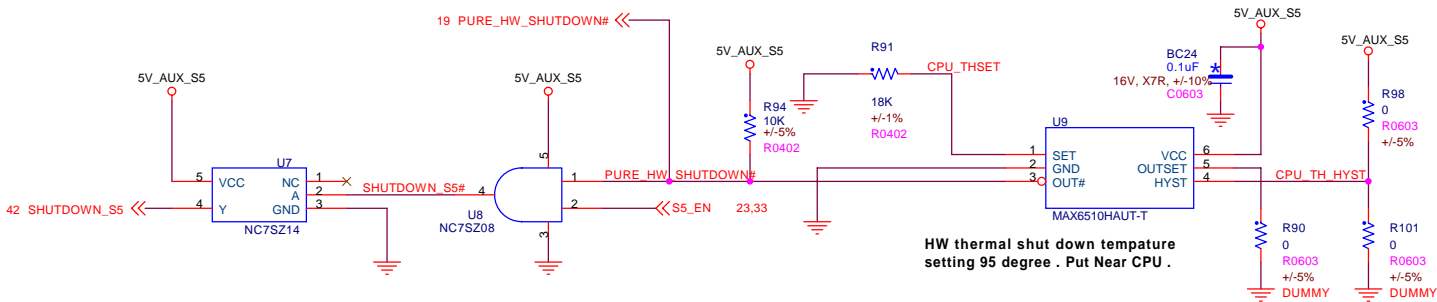 19 PURE_HW_SHUTDOWN#
5V_AUX_S5
5V_AUX_S5
5V_AUX_S5
5V_AUX_S5
5V_AUX_S5
R91
CPU_THSET
18K
+/-1%
R0402
BC24
0.1uF
16V, X7R, +/-10%
C0603
*
R98
0
R0603
+/-5%
R94
10K
+/-5%
R0402
U7
5 VCC
4 Y
NC 1
A 2
GND 3
NC7SZ14
42 SHUTDOWN_S5
SHUTDOWN_S5#
5
4
1
2
3
U8
NC7SZ08
PURE_HW_SHUTDOWN#
S5_EN 23,33
U9
1 SET
2 GND
3 OUT#
VCC 6
OUTSET 5
HYST 4
MAX6510HAUT-T
CPU_TH_HYST
HW thermal shut down tempature
setting 95 degree . Put Near CPU .
R90
0
R0603
+/-5%
DUMMY
R101
0
R0603
+/-5%
DUMMY